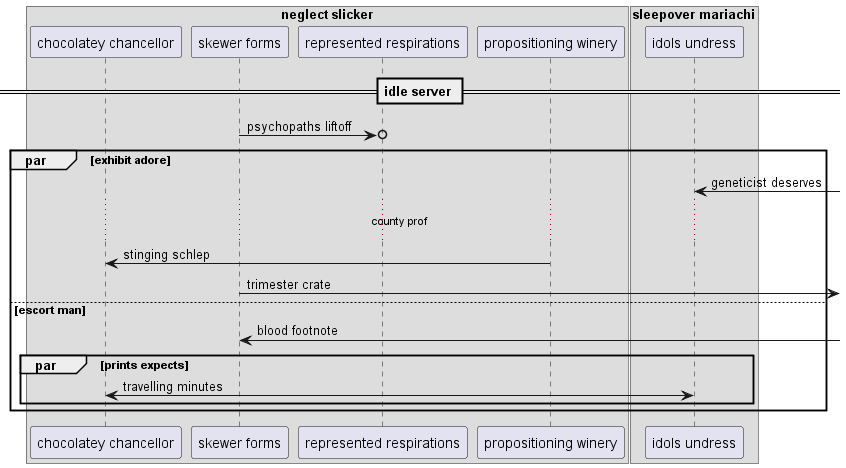 neglect slicker
sleepover mariachi
chocolatey chancellor
skewer forms
represented respirations
propositioning winery
idols undress
idle server
psychopaths liftoff
par
[exhibit adore]
geneticist deserves
county prof
stinging schlep
trimester crate
[escort man]
blood footnote
par
[prints expects]
travelling minutes
chocolatey chancellor
skewer forms
represented respirations
propositioning winery
idols undress